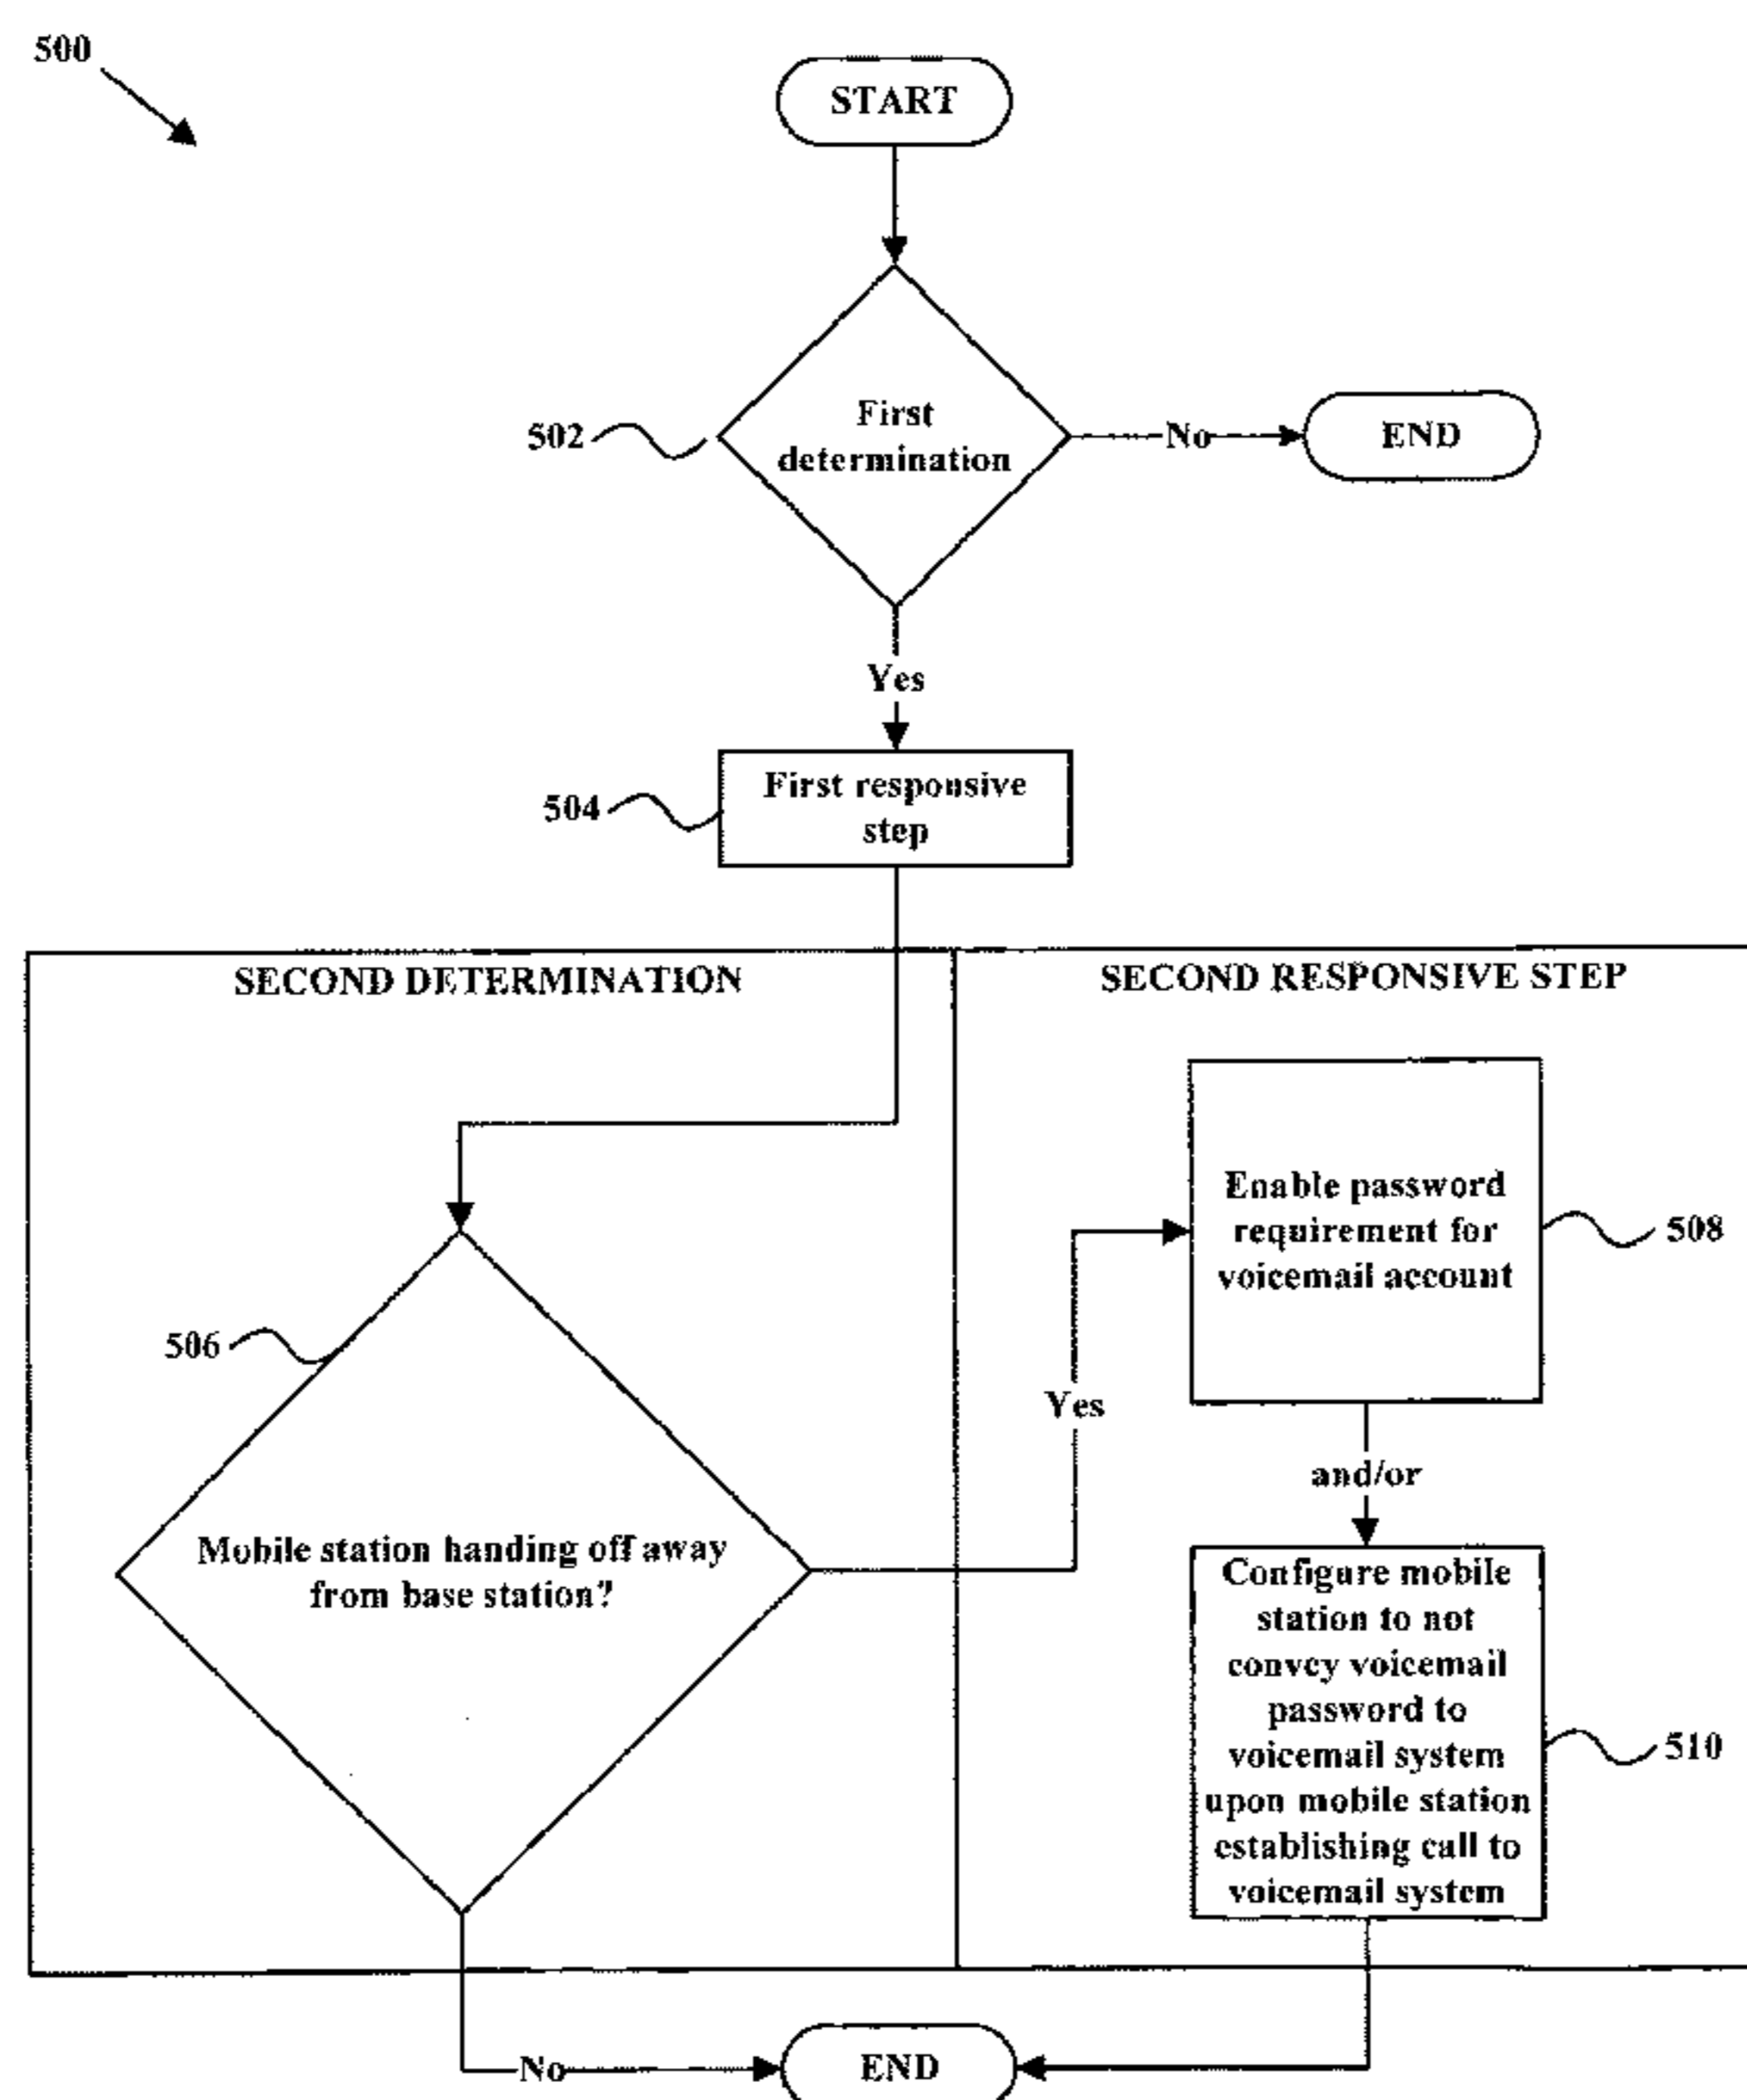 500
START
502
First
determination
No
END
Yes
504
First responsive
step
SECOND DETERMINATION
SECOND RESPONSIVE STEP
506
Mobile station handing off away
from base station?
Yes
Enable password
requirement for
voicemail account
508
and/or
Configure mobile
station to not
convey voicemail
password to
voicemail system
upon mobile station
establishing call to
voicemail system
510
No
END